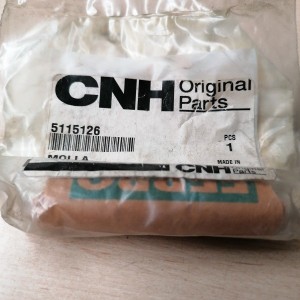 CNH Original
Parts
5115126
PCS
1
MADE IN
MOLLA
CNH